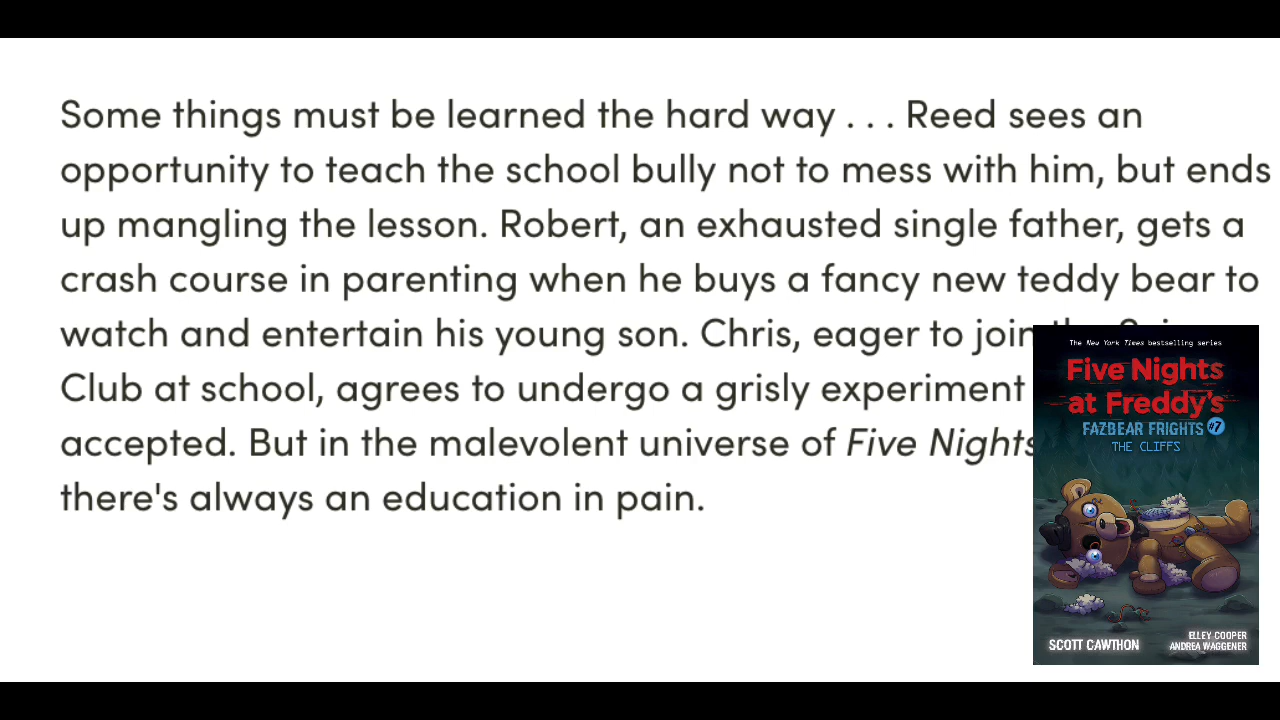 Some things must be learned the hard way . . . Reed sees an
opportunity to teach the school bully not to mess with him, but ends
up mangling the lesson. Robert, an exhausted single father, gets a
crash course in parenting when he buys a fancy new teddy bear to
watch and entertain his young son. Chris, eager to join
Club at school, agrees to undergo a grisly experiment
accepted. But in the malevolent universe of Five Nights
there's always an education in pain.
The New York Times bestselling series
Five Nights
at Freddy's
FAZBEAR FRIGHTS #7
THE CLIFFS
SCOTT CAWTHON
ELLEY COOPER
ANDREA WAGGENER